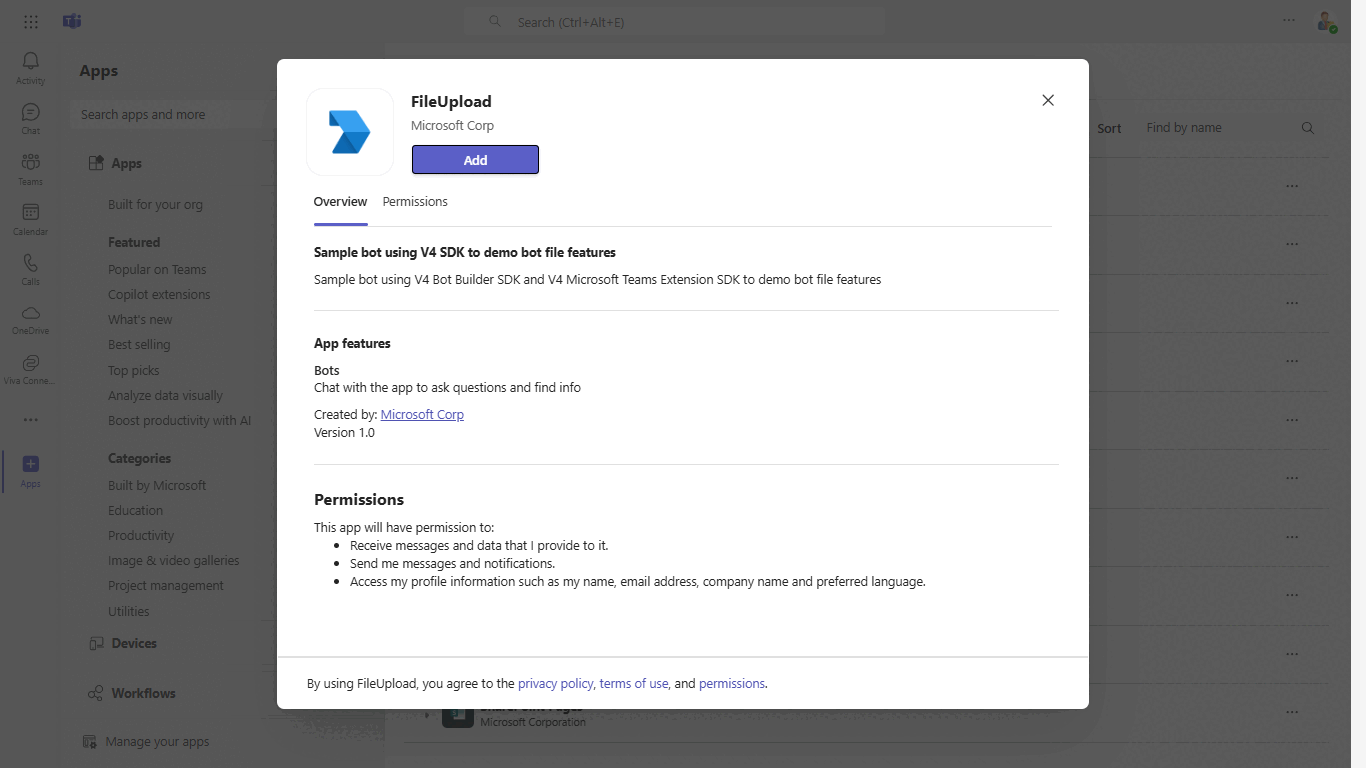 Search (Ctrl+Alt+E)
Activity
Chat
Teams
Calendar
Calls
OneDrive
Viva Conne...
Apps
Apps
Search apps and more
Apps
Built for your org
Featured
Popular on Teams
Copilot extensions
What's new
Best selling
Top picks
Analyze data visually
Boost productivity with AI
Categories
Built by Microsoft
Education
Productivity
Image & video galleries
Project management
Utilities
Devices
Workflows
Manage your apps
Sort
Find by name
FileUpload
Microsoft Corp
Add
Overview
Permissions
Sample bot using V4 SDK to demo bot file features
Sample bot using V4 Bot Builder SDK and V4 Microsoft Teams Extension SDK to demo bot file features
App features
Bots
Chat with the app to ask questions and find info
Created by: Microsoft Corp
Version 1.0
Permissions
This app will have permission to:
• Receive messages and data that I provide to it.
• Send me messages and notifications.
• Access my profile information such as my name, email address, company name and preferred language.
By using FileUpload, you agree to the privacy policy, terms of use, and permissions.
Microsoft Corporation